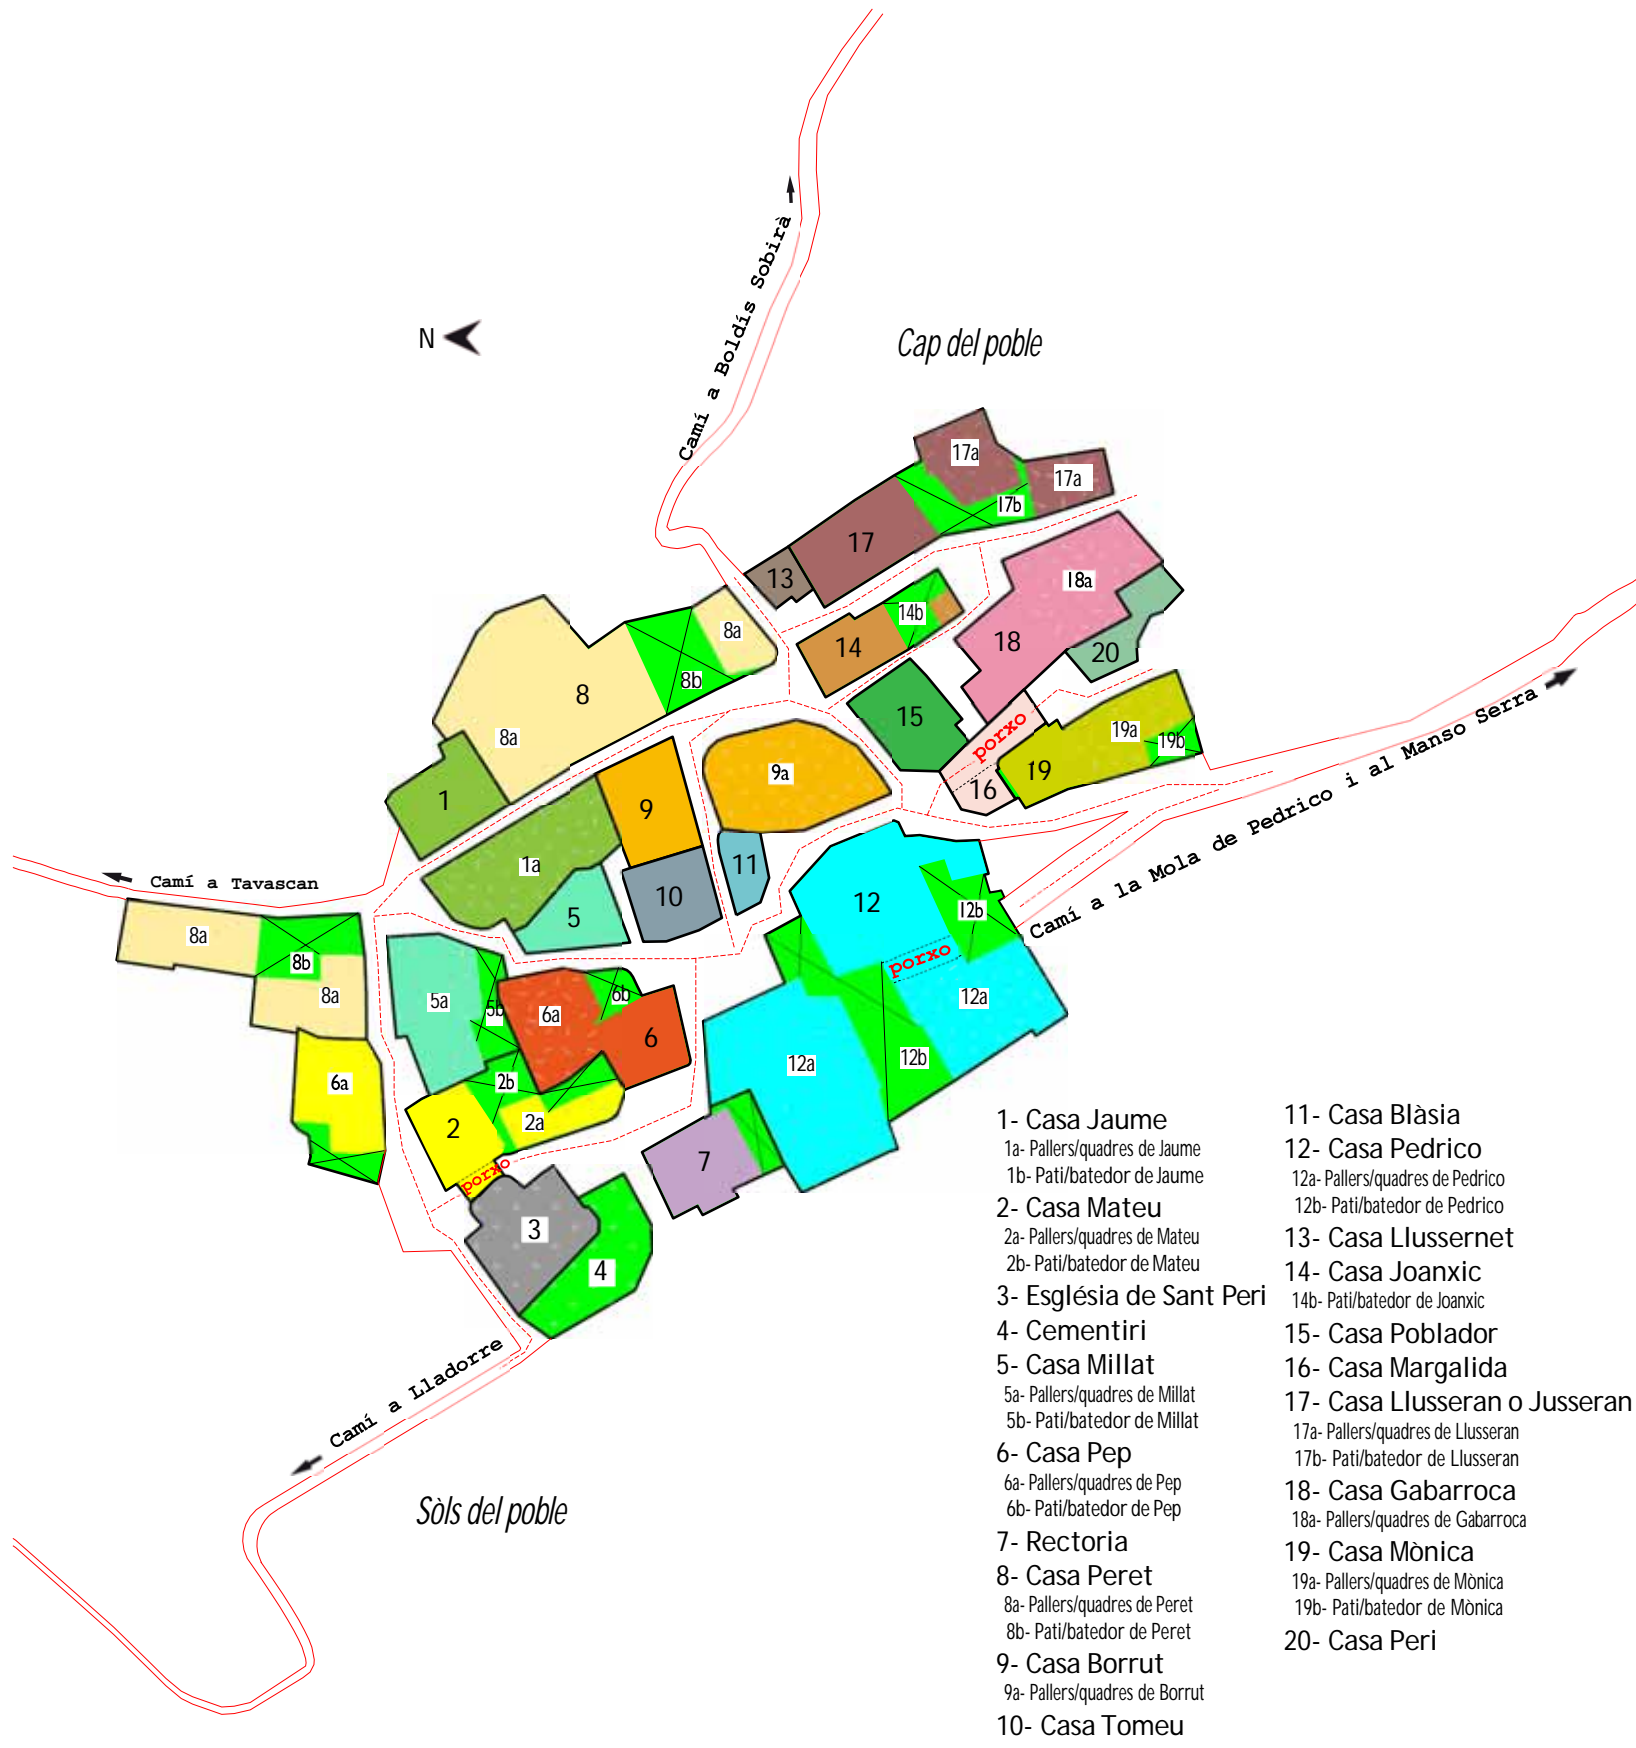 Camí a Boldís Sobirà
N
Cap del poble
17a
17a
17b
17
13
18a
14b
8a
14
18
20
8b
8
15
porxo
19a
19b
8a
9a
19
16
1
9
Camí a la Mola de Pedrico i al Manso Serra
1a
11
Camí a Tavascan
10
12
12b
5
8a
8b
porxo
8a
5a
5b
6a
6b
12a
6
12a
12b
6a
2b
2a
2
porxo
7
3
4
Camí a Lladorre
Sòls del poble
1- Casa Jaume
1a- Pallers/quadres de Jaume
1b- Pati/batedor de Jaume
2- Casa Mateu
2a- Pallers/quadres de Mateu
2b- Pati/batedor de Mateu
3- Església de Sant Peri
4- Cementiri
5- Casa Millat
5a- Pallers/quadres de Millat
5b- Pati/batedor de Millat
6- Casa Pep
6a- Pallers/quadres de Pep
6b- Pati/batedor de Pep
7- Rectoria
8- Casa Peret
8a- Pallers/quadres de Peret
8b- Pati/batedor de Peret
9- Casa Borrut
9a- Pallers/quadres de Borrut
10- Casa Tomeu
11- Casa Blàsia
12- Casa Pedrico
12a- Pallers/quadres de Pedrico
12b- Pati/batedor de Pedrico
13- Casa Llussernet
14- Casa Joanxic
14b- Pati/batedor de Joanxic
15- Casa Poblador
16- Casa Margalida
17- Casa Llusseran o Jusseran
17a- Pallers/quadres de Llusseran
17b- Pati/batedor de Llusseran
18- Casa Gabarroca
18a- Pallers/quadres de Gabarroca
19- Casa Mònica
19a- Pallers/quadres de Mònica
19b- Pati/batedor de Mònica
20- Casa Peri